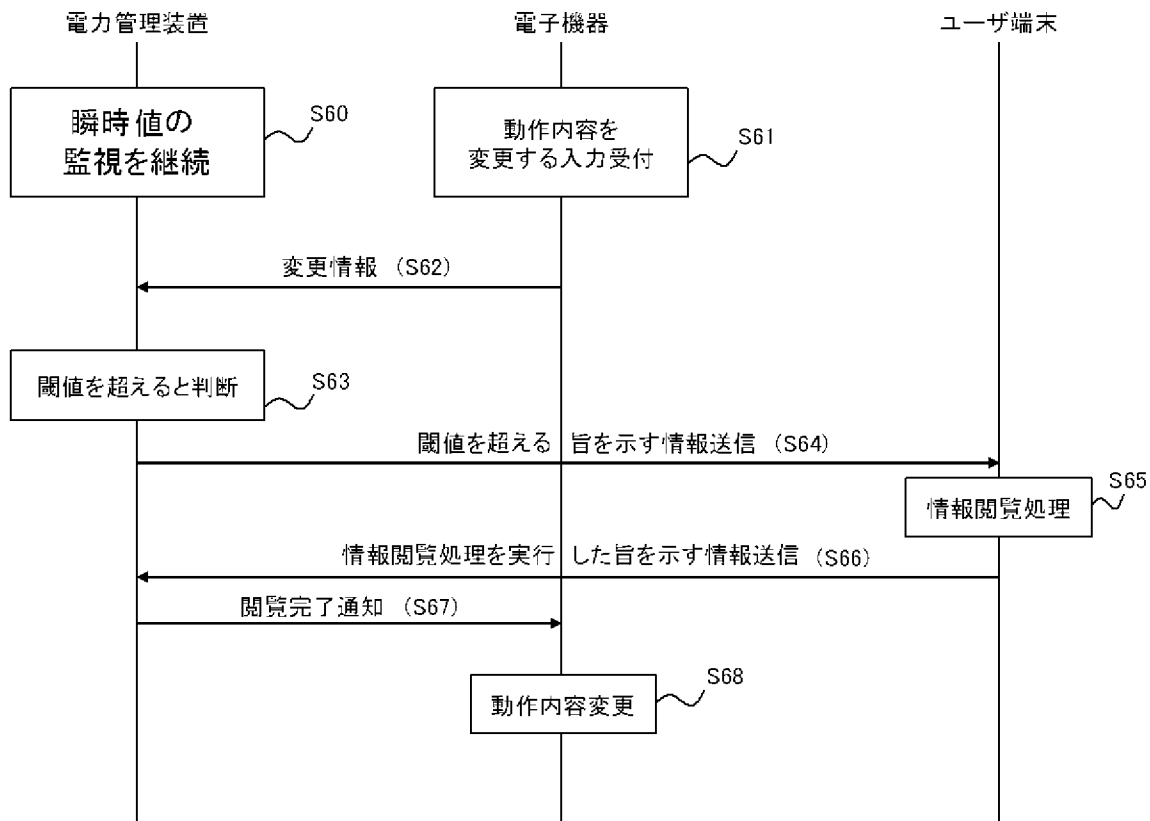 電力管理装置
電子機器
ユーザ端末
瞬時値の
監視を継続
S60
動作内容を
変更する入力受付
S61
変更情報 (S62)
閾値を超えると判断
S63
閾値を超える 旨を示す情報送信 (S64)
情報閲覧処理
S65
情報閲覧処理を実行 した旨を示す情報送信 (S66)
閲覧完了通知 (S67)
動作内容変更
S68